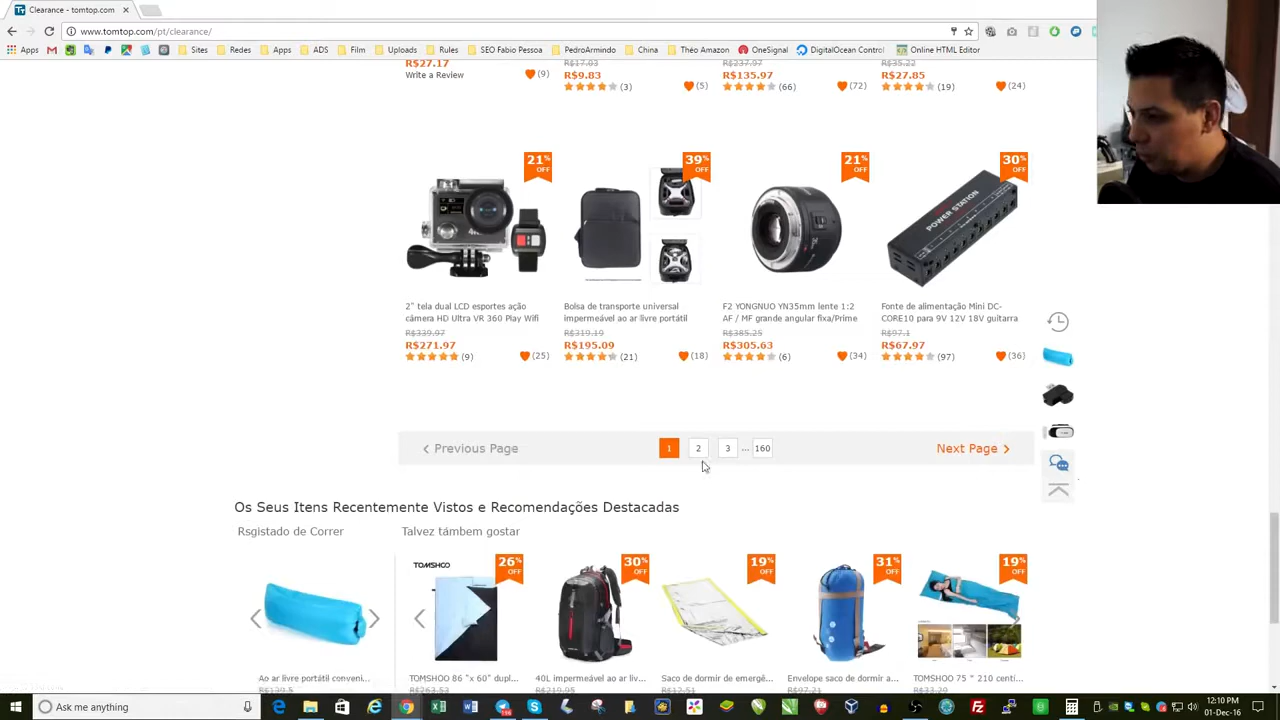 Clearance - tomtop.com
www.tomtop.com/pt/clearance/
Apps Sites Redes Apps ADS Film Uploads Rules SEO Fabio Pessoa PedroArmindo China Théo Amazon OneSignal DigitalOcean Control Online HTML Editor
R$27.17 R$17.03 R$237.97 R$35.22
Write a Review (9) R$9.83 R$135.97 R$27.85
(3) (5) (66) (72) (19) (24)
21% OFF 39% OFF 21% OFF 30% OFF
POWER STATION
2" tela dual LCD esportes ação Bolsa de transporte universal F2 YONGNUO YN35mm lente 1:2 Fonte de alimentação Mini DC-
câmera HD Ultra VR 360 Play Wifi impermeável ao ar livre portátil AF / MF grande angular fixa/Prime CORE10 para 9V 12V 18V guitarra
R$339.97 R$319.19 R$385.25 R$97.1
R$271.97 R$195.09 R$305.63 R$67.97
(9) (25) (21) (18) (6) (34) (97) (36)
Previous Page 1 2 3 ... 160 Next Page
Os Seus Itens Recentemente Vistos e Recomendações Destacadas
Rsgistado de Correr Talvez támbem gostar
TOMSHOO 26% OFF 30% OFF 19% OFF 31% OFF 19% OFF
Ao ar livre portátil conveni... TOMSHOO 86 "x 60" dupl... 40L impermeável ao ar liv... Saco de dormir de emergê... Envelope saco de dormir a... TOMSHOO 75 * 210 centí...
R$139.5 R$263.53 R$219.95 R$12.51 R$97.21 R$33.29
Ask me anything
12:10 PM
01-Dec-16